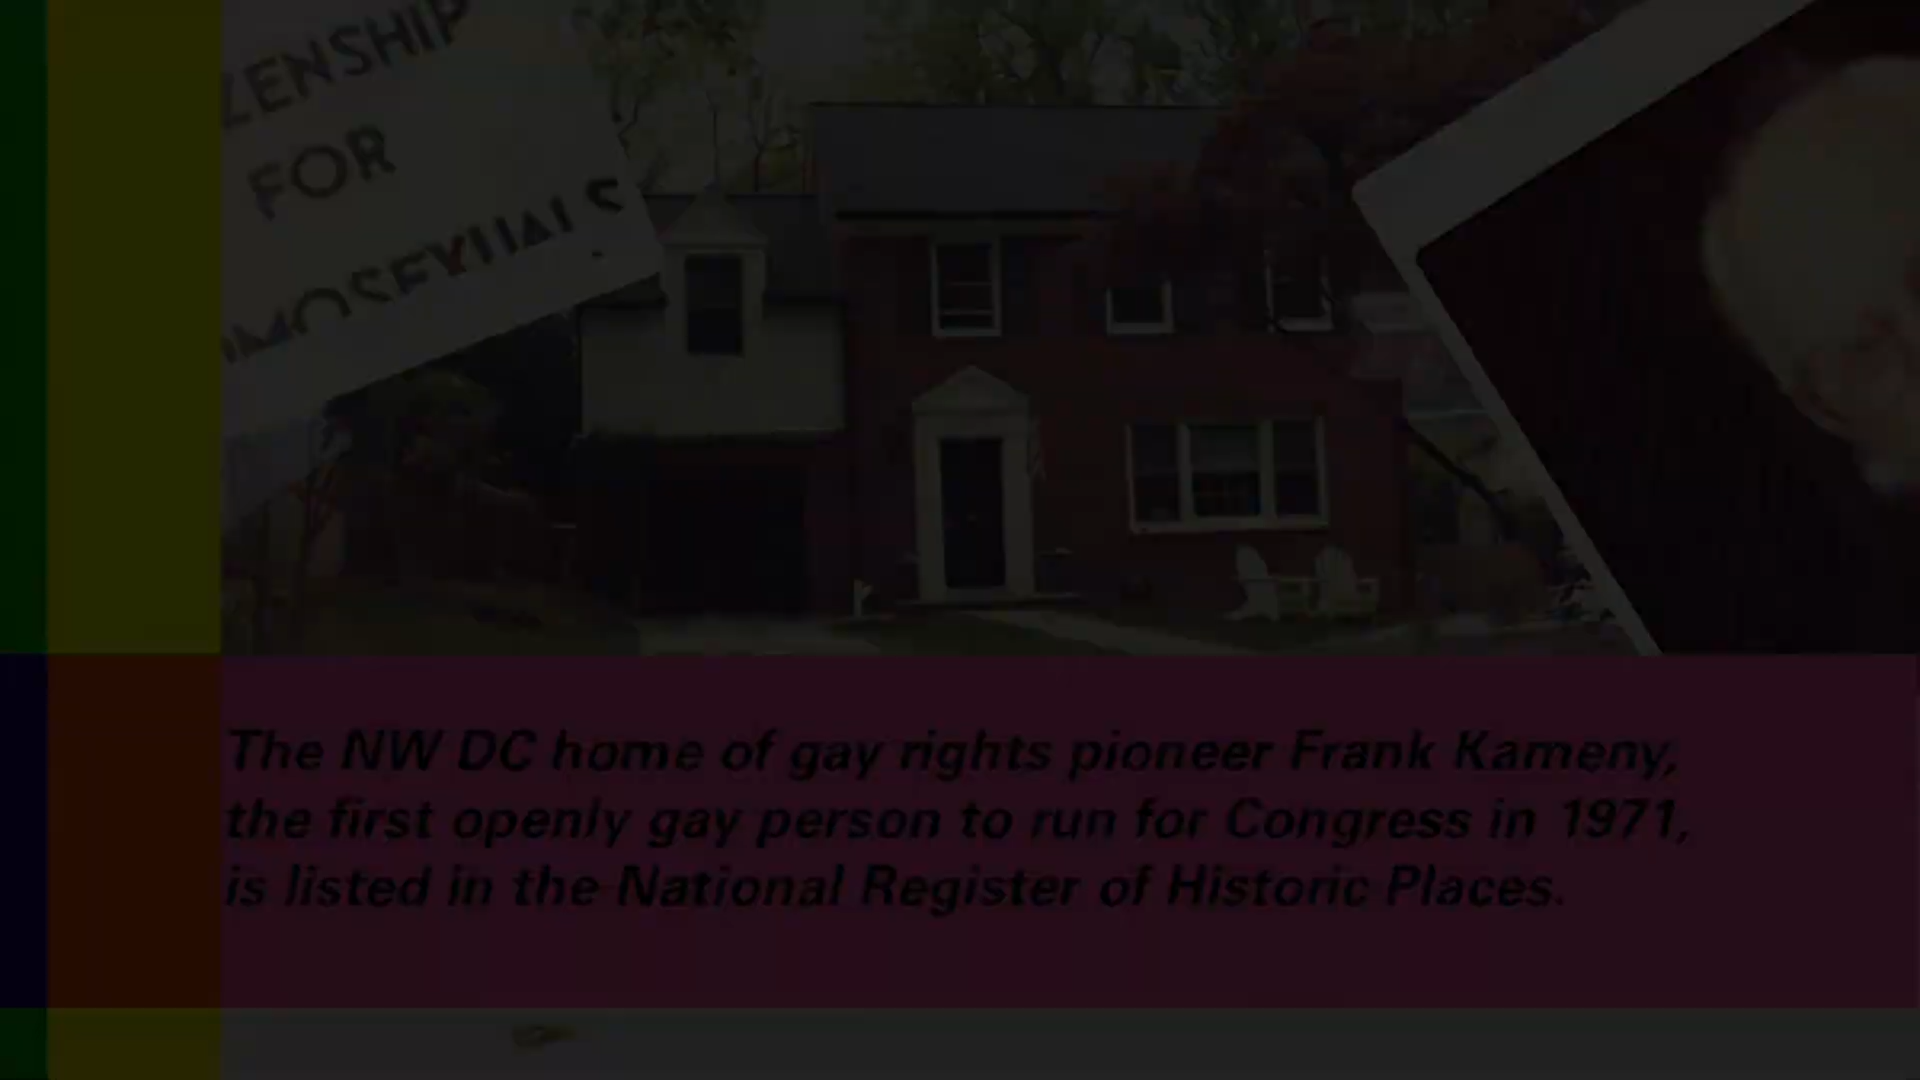 ZENSHIP
FOR
MOSEXUALS
The NW DC home of gay rights pioneer Frank Kameny,
the first openly gay person to run for Congress in 1971,
is listed in the National Register of Historic Places.